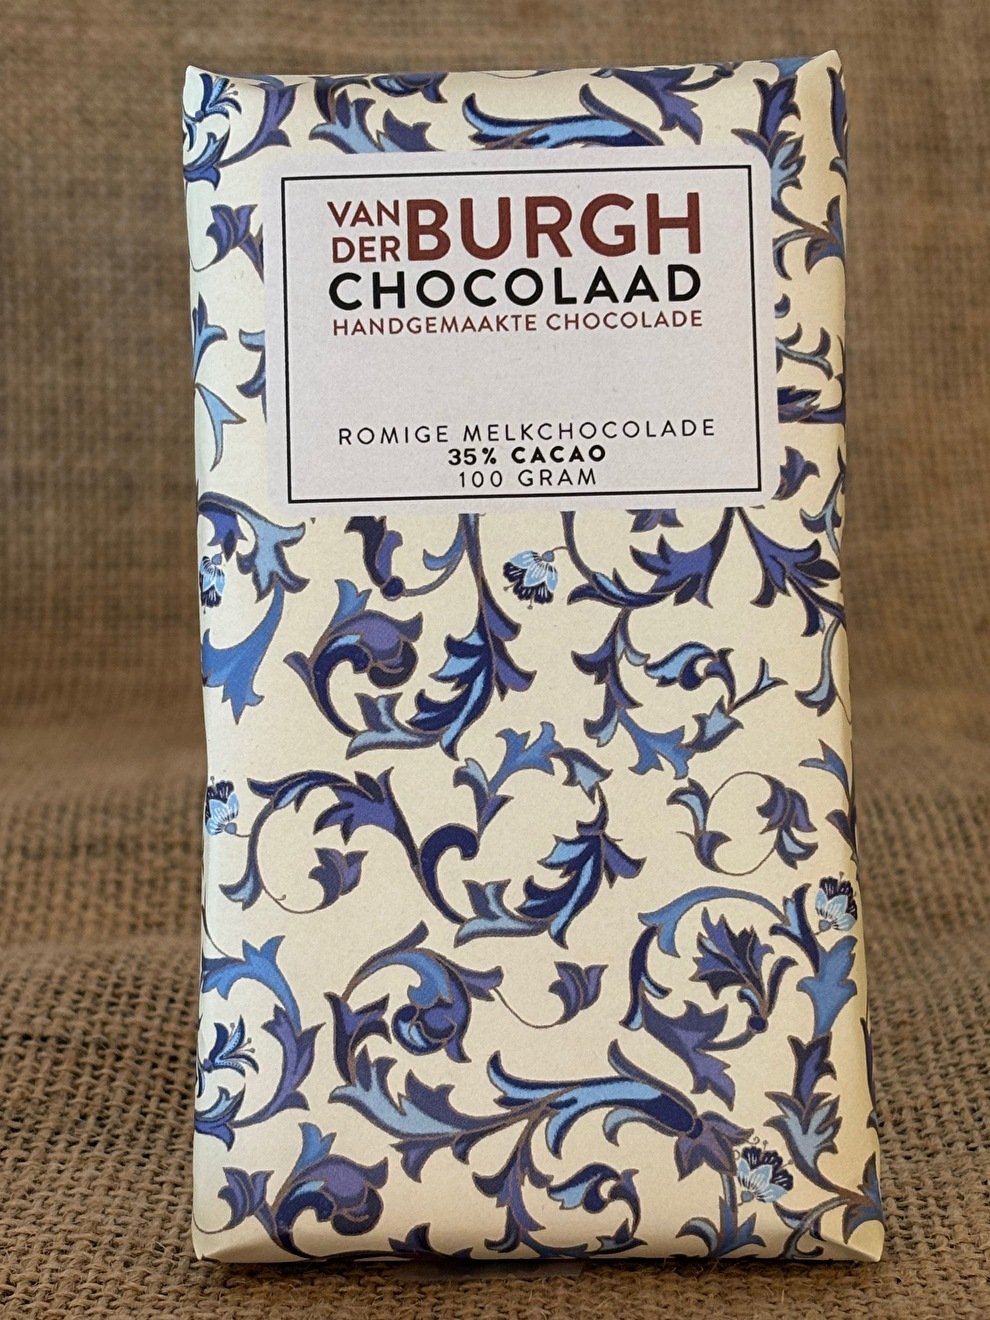 VAN DER BURGH
CHOCOLAAD
HANDGEMAAKTE CHOCOLADE
ROMIGE MELKCHOCOLADE
35% CACAO
100 GRAM